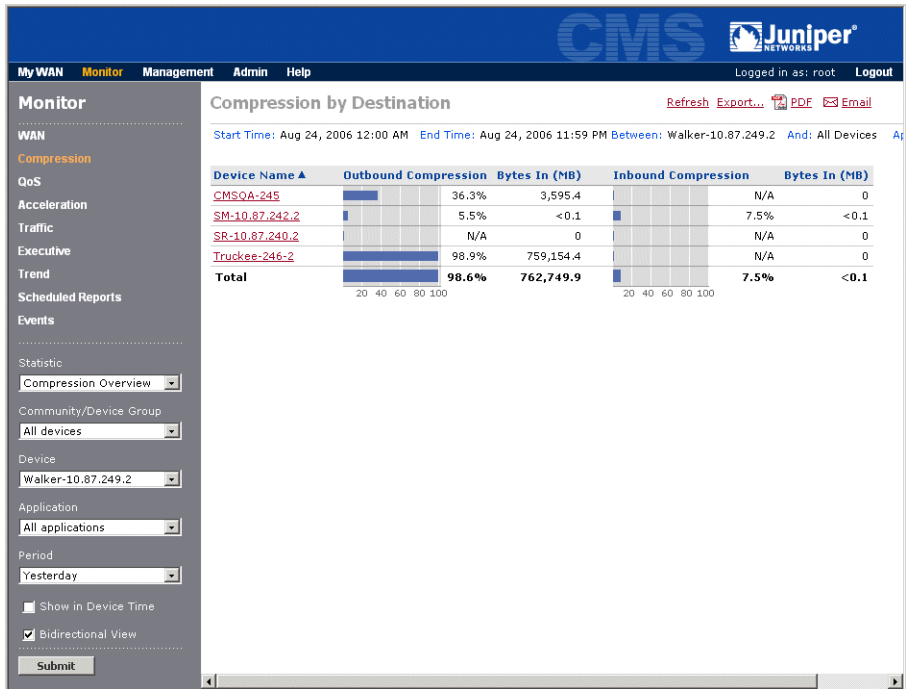 CMS
Juniper®
NETWORKS
My WAN Monitor Management Admin Help Logged in as: root Logout
Monitor
WAN
Compression
QoS
Acceleration
Traffic
Executive
Trend
Scheduled Reports
Events
Statistic
Compression Overview
Community/Device Group
All devices
Device
Walker-10.87.249.2
Application
All applications
Period
Yesterday
Show in Device Time
Bidirectional View
Submit
Compression by Destination
Refresh Export... PDF Email
Start Time: Aug 24, 2006 12:00 AM End Time: Aug 24, 2006 11:59 PM Between: Walker-10.87.249.2 And: All Devices
Device Name Outbound Compression Bytes In (MB) Inbound Compression Bytes In (MB)
CMSQA-245 36.3% 3,595.4 N/A 0
SM-10.87.242.2 5.5% <0.1 7.5% <0.1
SR-10.87.240.2 N/A 0 N/A 0
Truckee-246-2 98.9% 759,154.4 N/A 0
Total 98.6% 762,749.9 7.5% <0.1
20 40 60 80 100 20 40 60 80 100